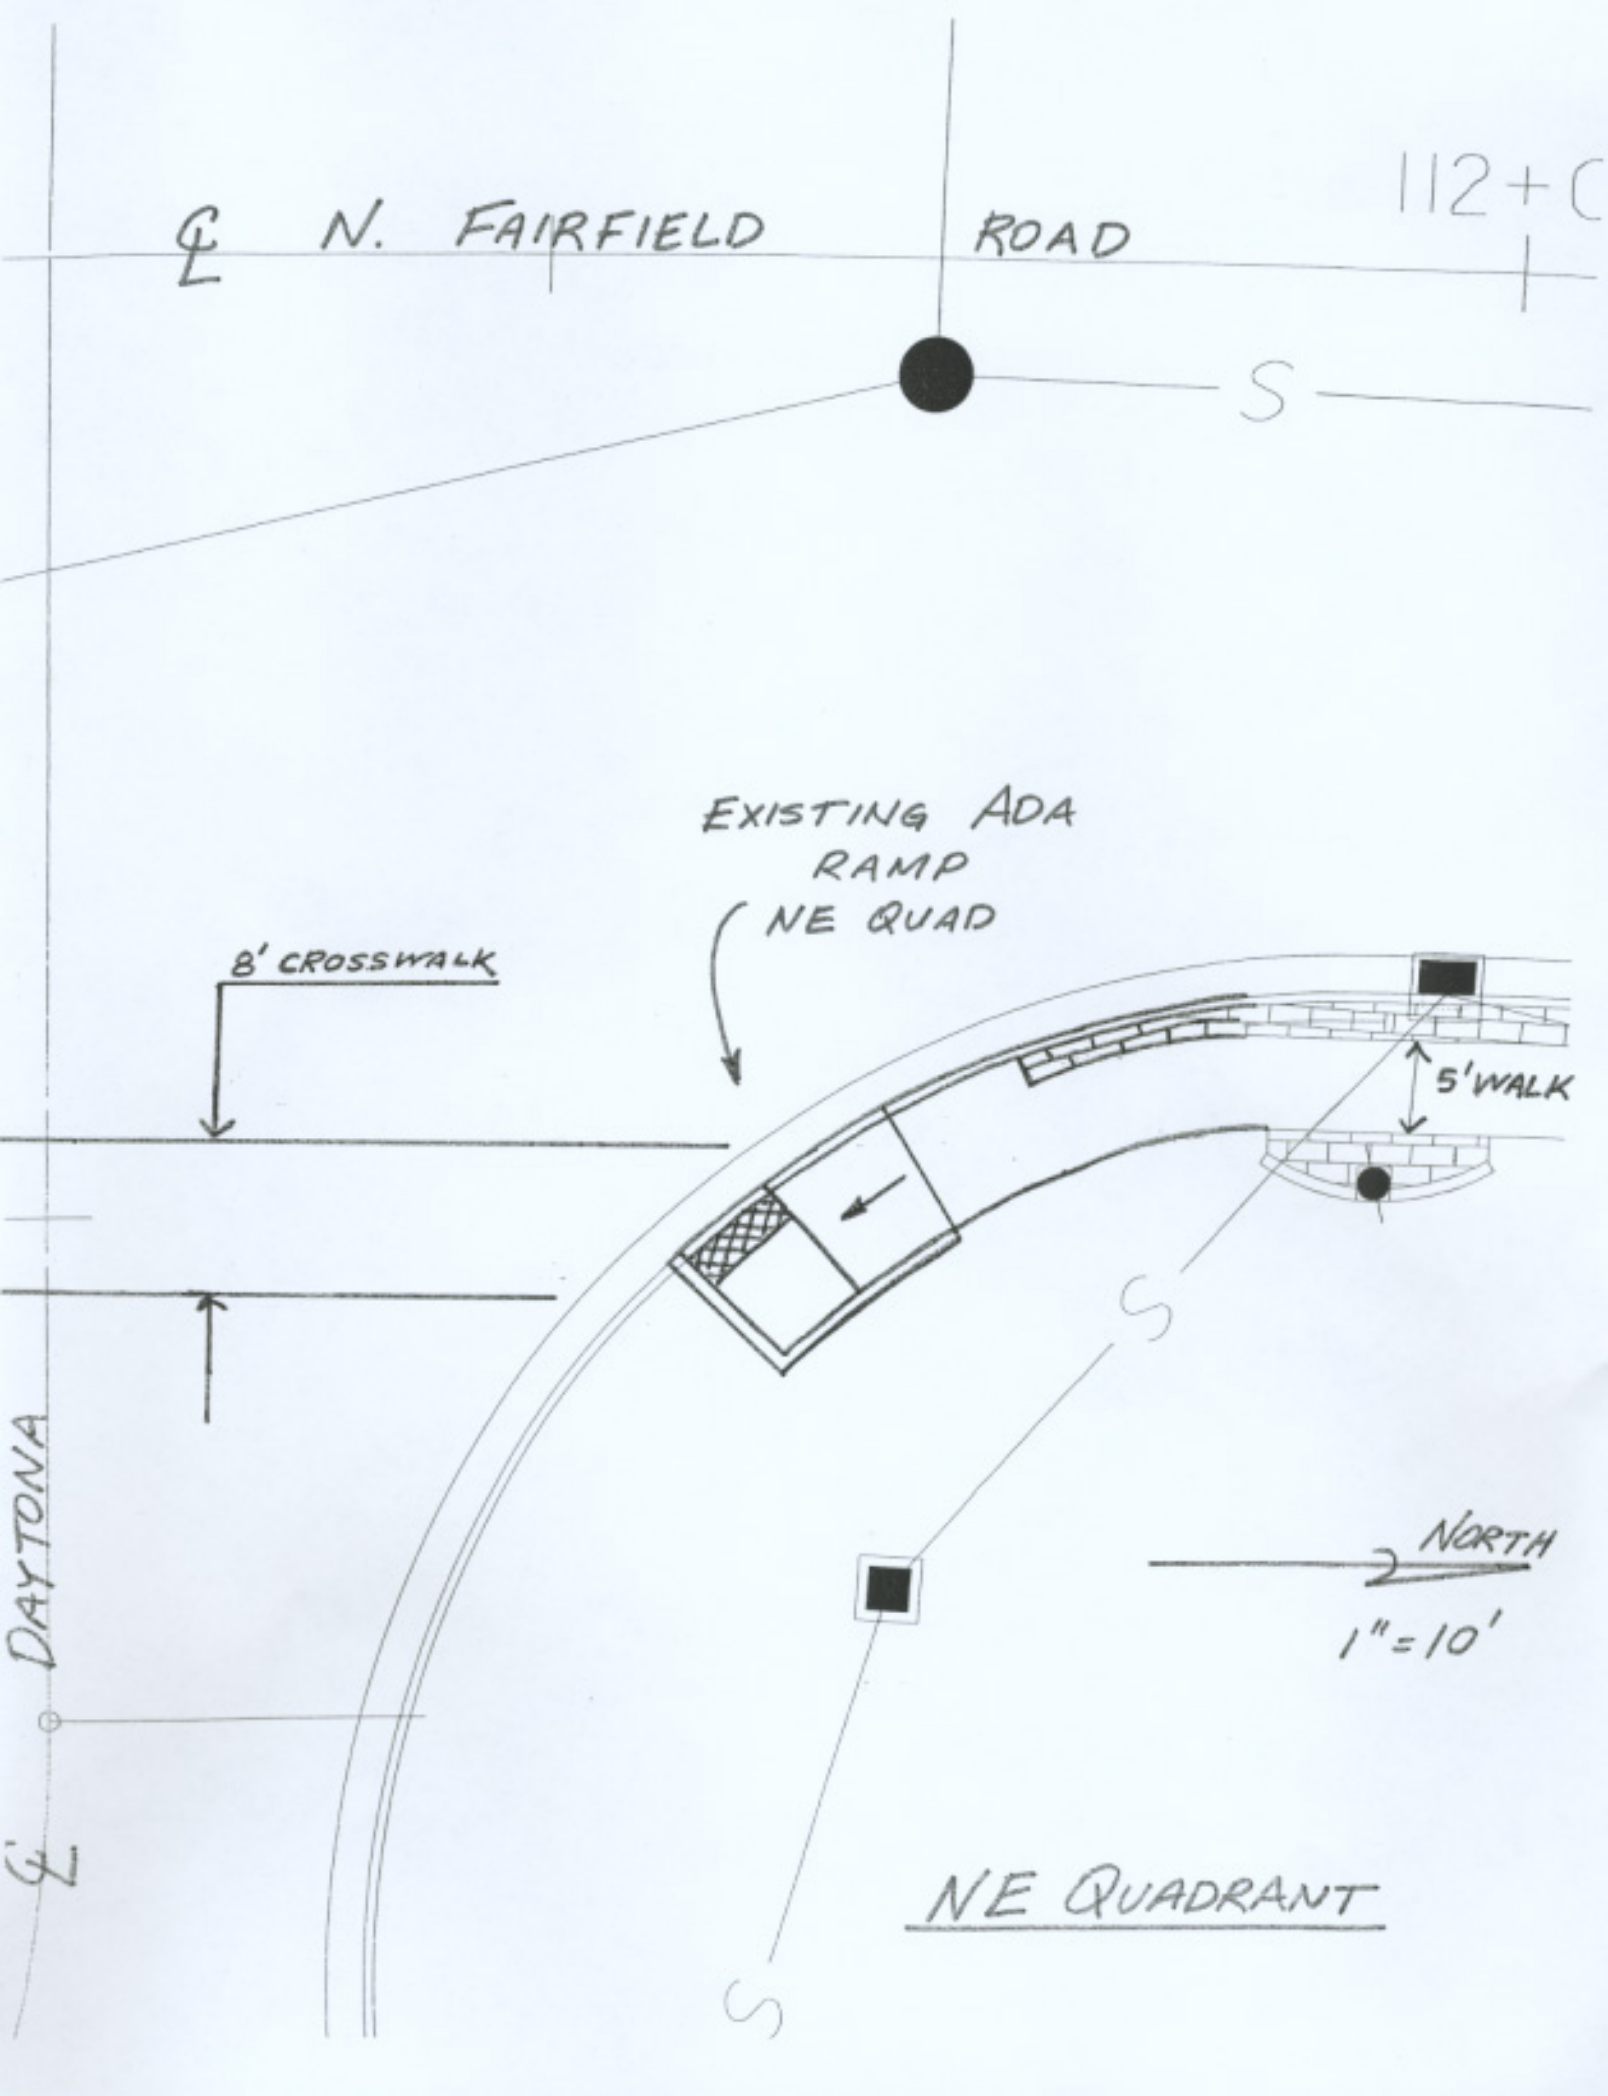 112+
℄ N. FAIRFIELD ROAD
S
EXISTING ADA
RAMP
NE QUAD
8' CROSSWALK
5' WALK
S
DAYTONA ℄
NORTH
1" = 10'
NE QUADRANT
S